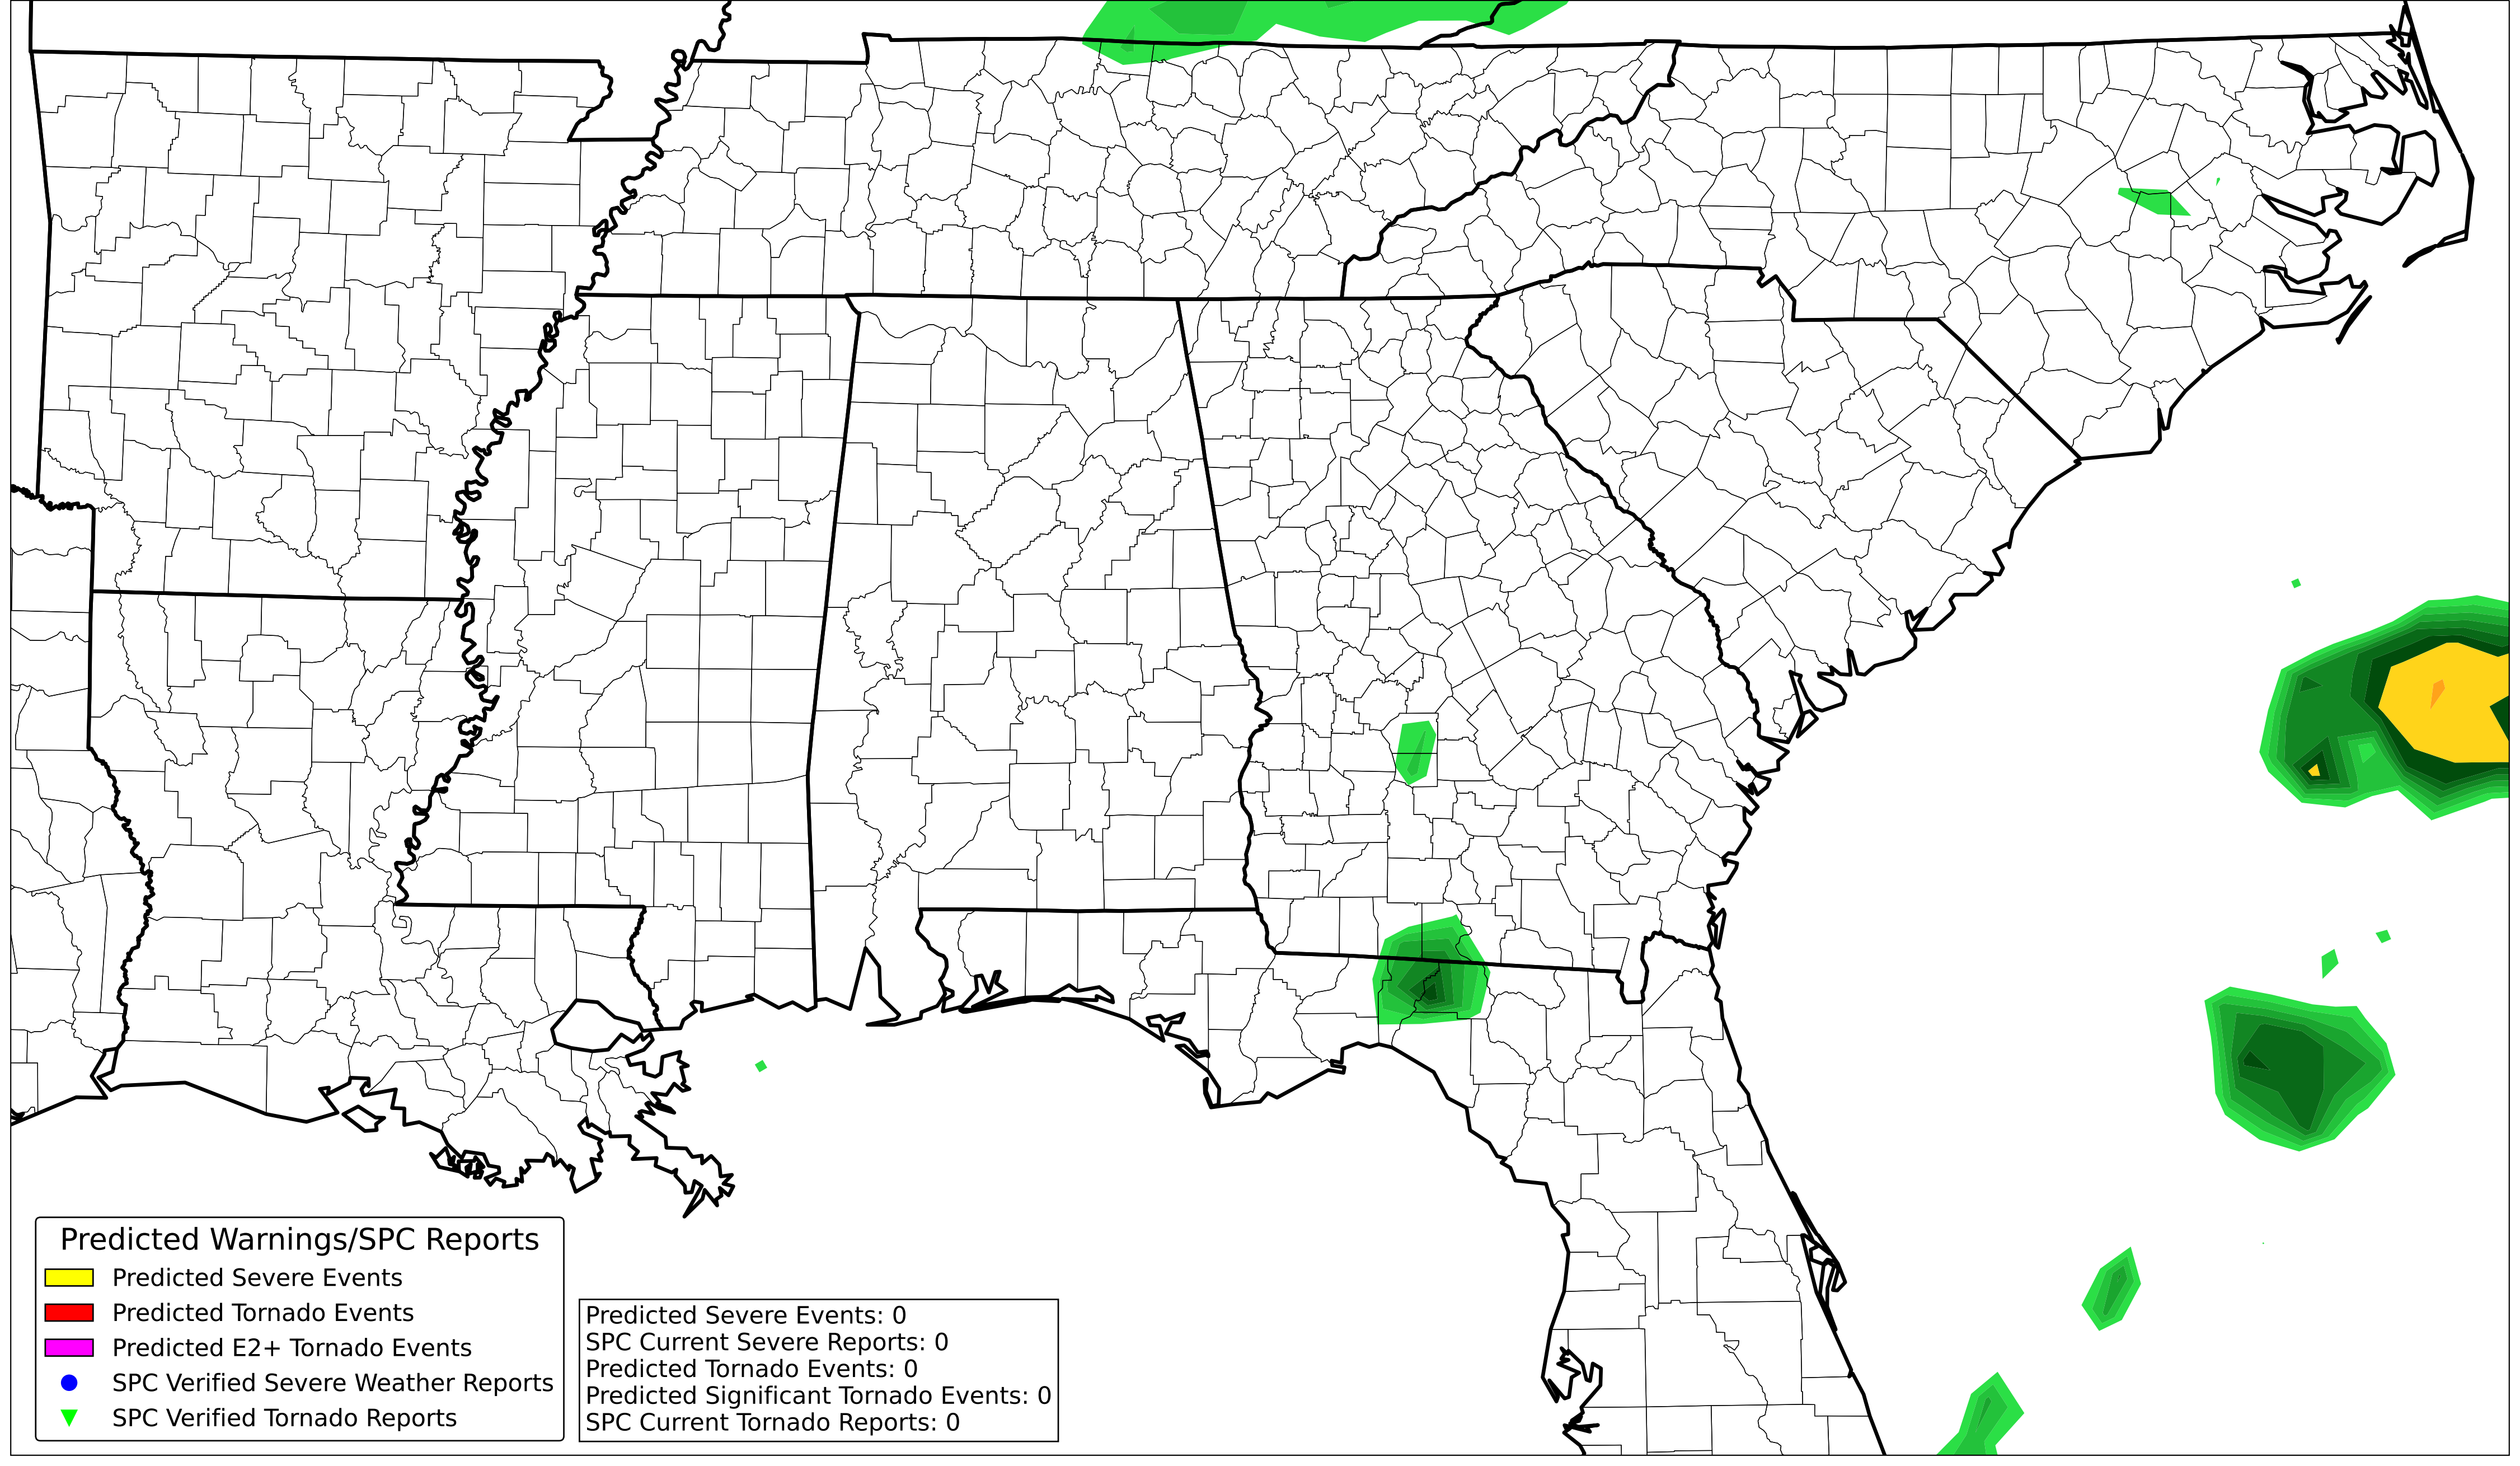 Predicted Warnings/SPC Reports
Predicted Severe Events
Predicted Tornado Events
Predicted E2+ Tornado Events
SPC Verified Severe Weather Reports
SPC Verified Tornado Reports
Predicted Severe Events: 0
SPC Current Severe Reports: 0
Predicted Tornado Events: 0
Predicted Significant Tornado Events: 0
SPC Current Tornado Reports: 0